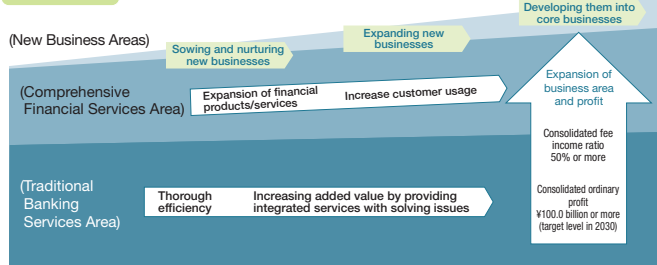 Developing them into
core businesses
Expanding new
businesses
(New Business Areas)
Sowing and nurturing
new businesses
(Comprehensive
Financial Services Area)
Expansion of financial
products/services
Increase customer usage
Expansion of
business area
and profit
Consolidated fee
income ratio
50% or more
Consolidated ordinary
profit
¥100.0 billion or more
(target level in 2030)
(Traditional
Banking
Services Area)
Thorough
efficiency
Increasing added value by providing
integrated services with solving issues